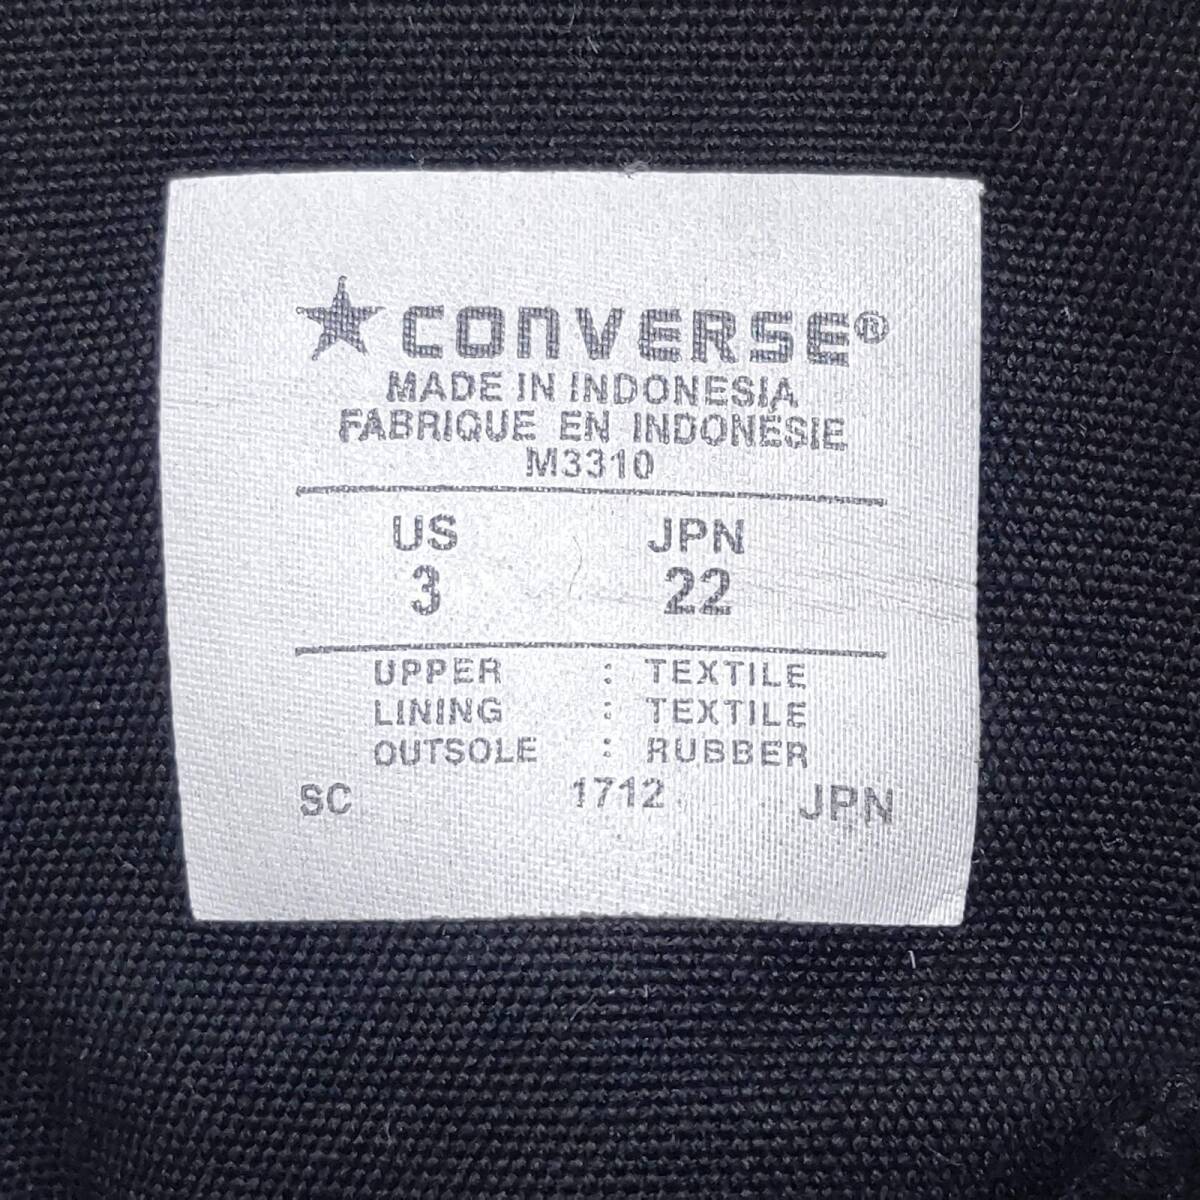 CONVERSE®
MADE IN INDONESIA
FABRIQUE EN INDONÉSIE
M3310
US JPN
3 22
UPPER : TEXTILE
LINING : TEXTILE
OUTSOLE : RUBBER
SC 1712 JPN